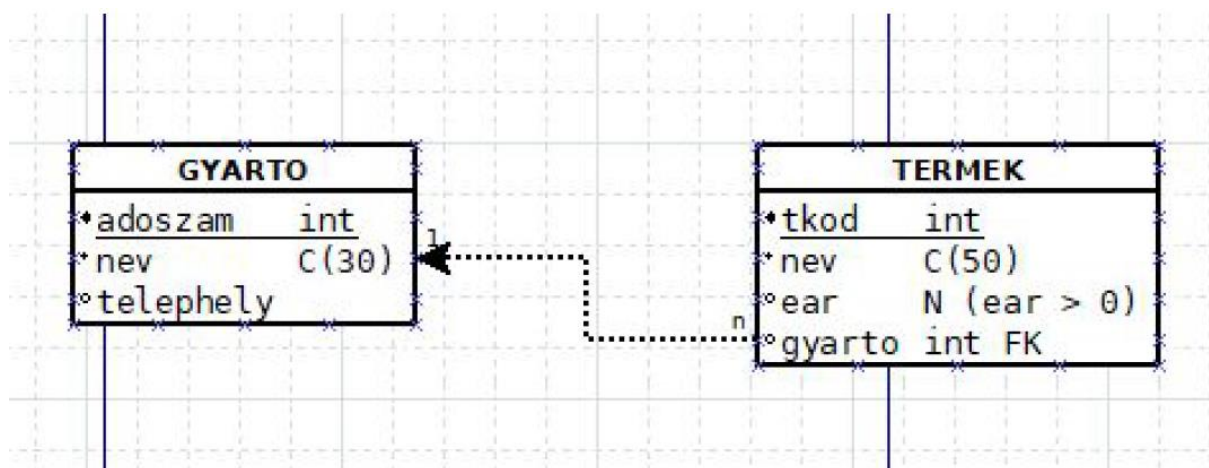 GYARTO
adoszam int
nev C(30)
telephely
1
n
TERMEK
tkod int
nev C(50)
ear N (ear > 0)
gyarto int FK